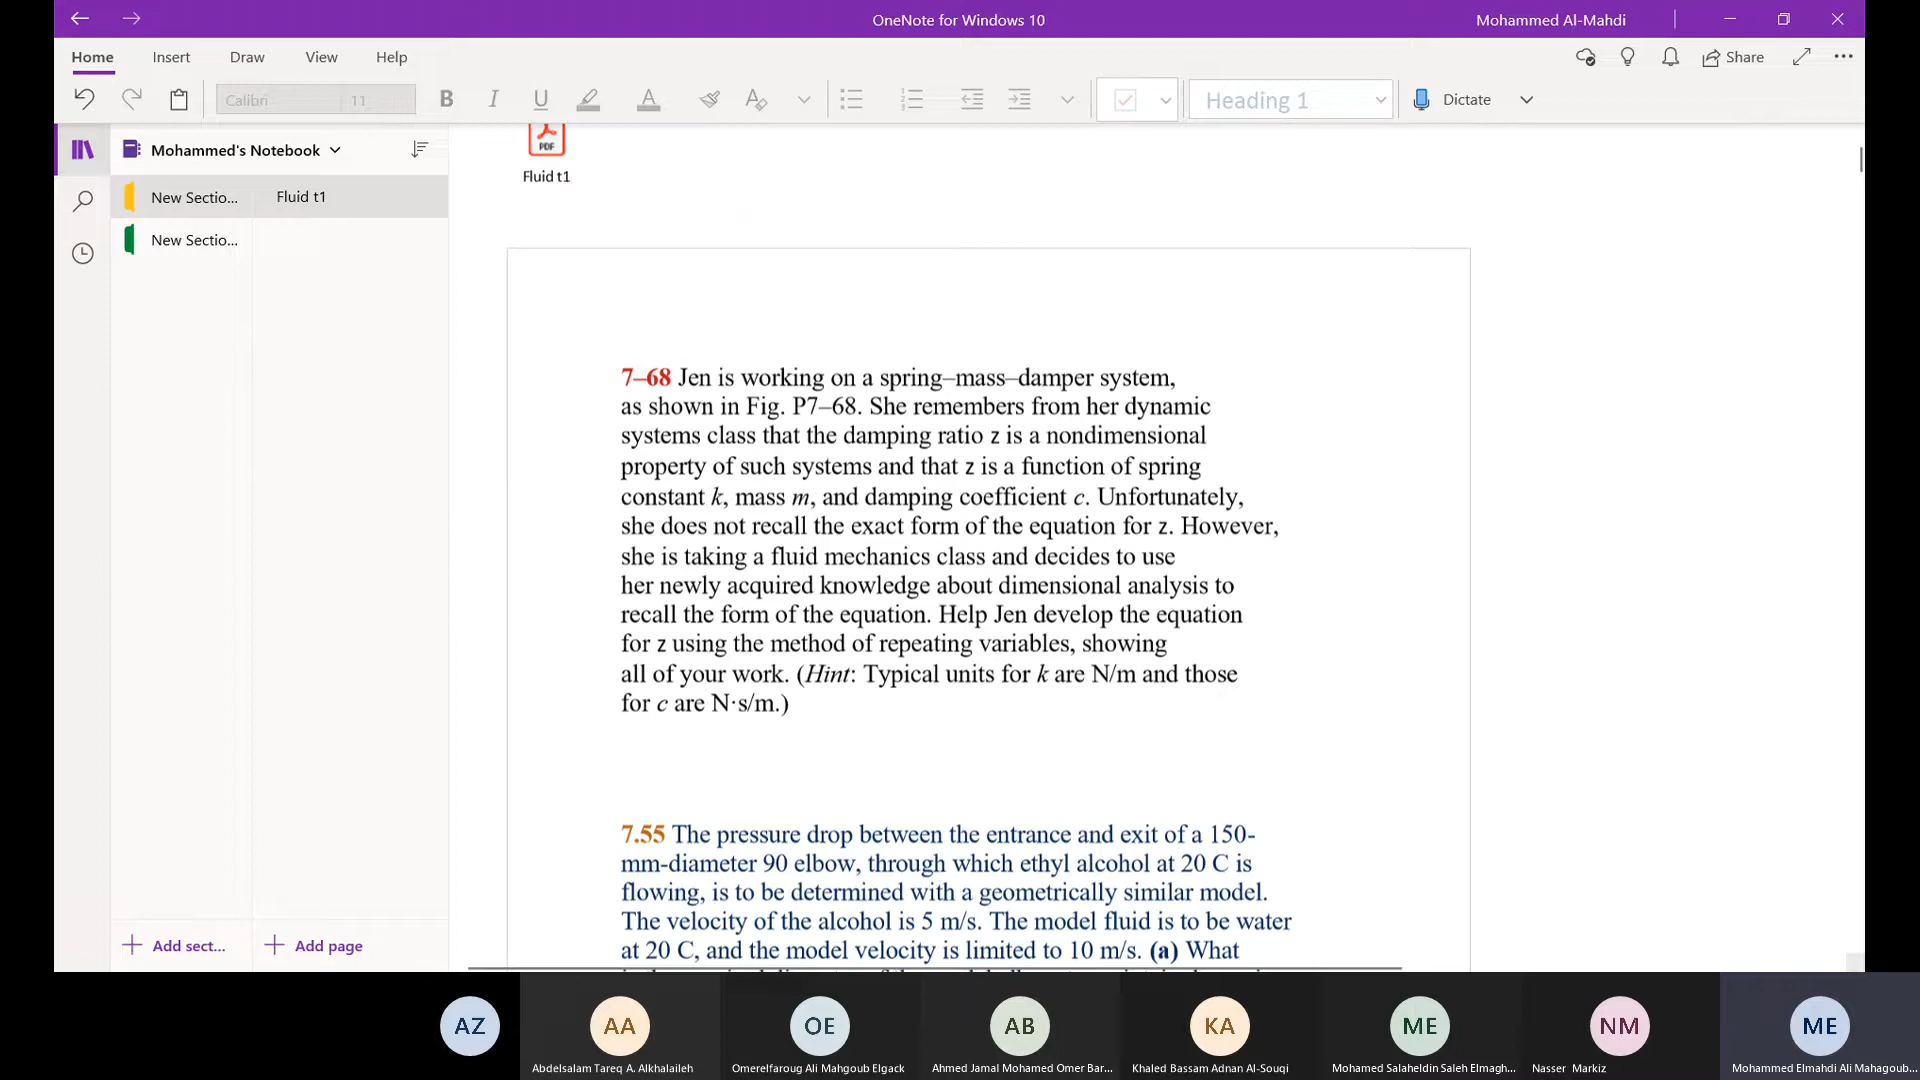 OneNote for Windows 10
Mohammed Al-Mahdi
Home Insert Draw View Help
Share
Calibri 11
B I U
Heading 1
Dictate
Mohammed's Notebook
New Sectio... Fluid t1
New Sectio...
PDF
Fluid t1
7–68 Jen is working on a spring–mass–damper system,
as shown in Fig. P7–68. She remembers from her dynamic
systems class that the damping ratio z is a nondimensional
property of such systems and that z is a function of spring
constant k, mass m, and damping coefficient c. Unfortunately,
she does not recall the exact form of the equation for z. However,
she is taking a fluid mechanics class and decides to use
her newly acquired knowledge about dimensional analysis to
recall the form of the equation. Help Jen develop the equation
for z using the method of repeating variables, showing
all of your work. (Hint: Typical units for k are N/m and those
for c are N·s/m.)
7.55 The pressure drop between the entrance and exit of a 150-
mm-diameter 90 elbow, through which ethyl alcohol at 20 C is
flowing, is to be determined with a geometrically similar model.
The velocity of the alcohol is 5 m/s. The model fluid is to be water
at 20 C, and the model velocity is limited to 10 m/s. (a) What
Add sect... Add page
AZ AA OE AB KA ME NM ME
Abdelsalam Tareq A. Alkhalaileh
Omerelfaroug Ali Mahgoub Elgack
Ahmed Jamal Mohamed Omer Bar...
Khaled Bassam Adnan Al-Souqi
Mohamed Salaheldin Saleh Elmagh...
Nasser Markiz
Mohammed Elmahdi Ali Mahagoub...